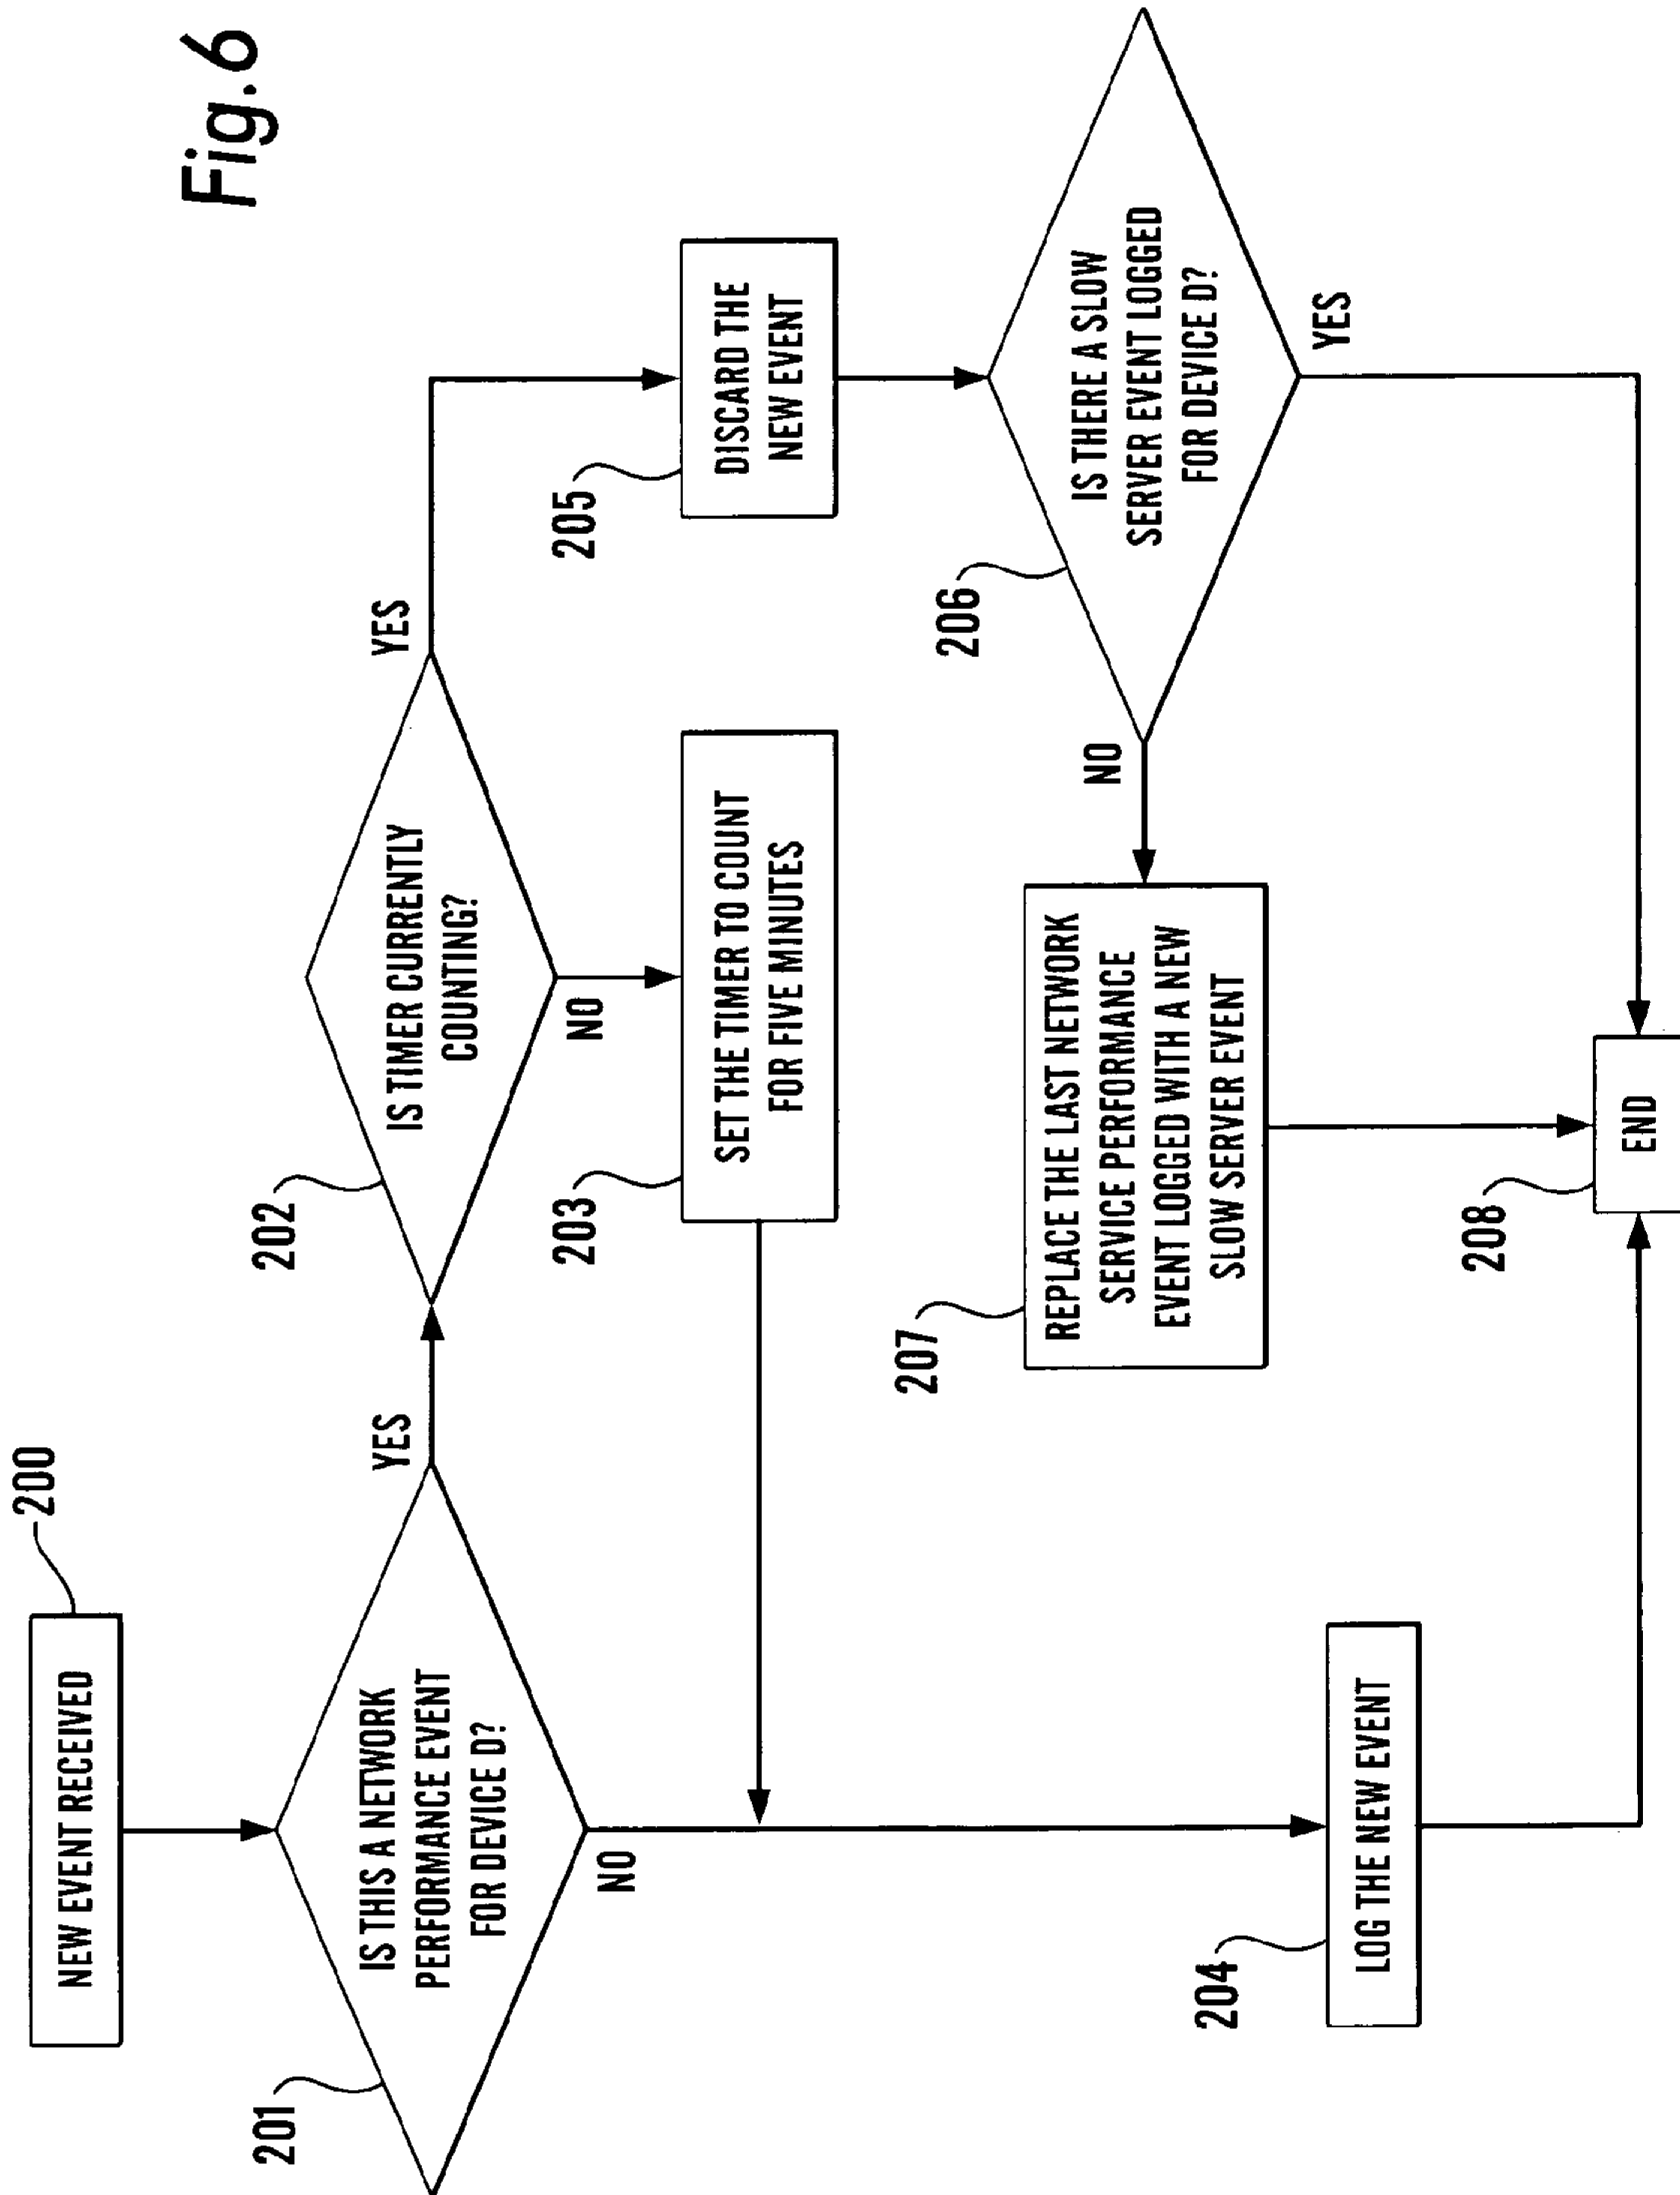 Fig. 6
200
NEW EVENT RECEIVED
201
IS THIS A NETWORK
PERFORMANCE EVENT
FOR DEVICE D?
YES
NO
202
IS TIMER CURRENTLY
COUNTING?
YES
NO
203
SET THE TIMER TO COUNT
FOR FIVE MINUTES
205
DISCARD THE
NEW EVENT
206
IS THERE A SLOW
SERVER EVENT LOGGED
FOR DEVICE D?
NO
YES
207
REPLACE THE LAST NETWORK
SERVICE PERFORMANCE
EVENT LOGGED WITH A NEW
SLOW SERVER EVENT
204
LOG THE NEW EVENT
208
END